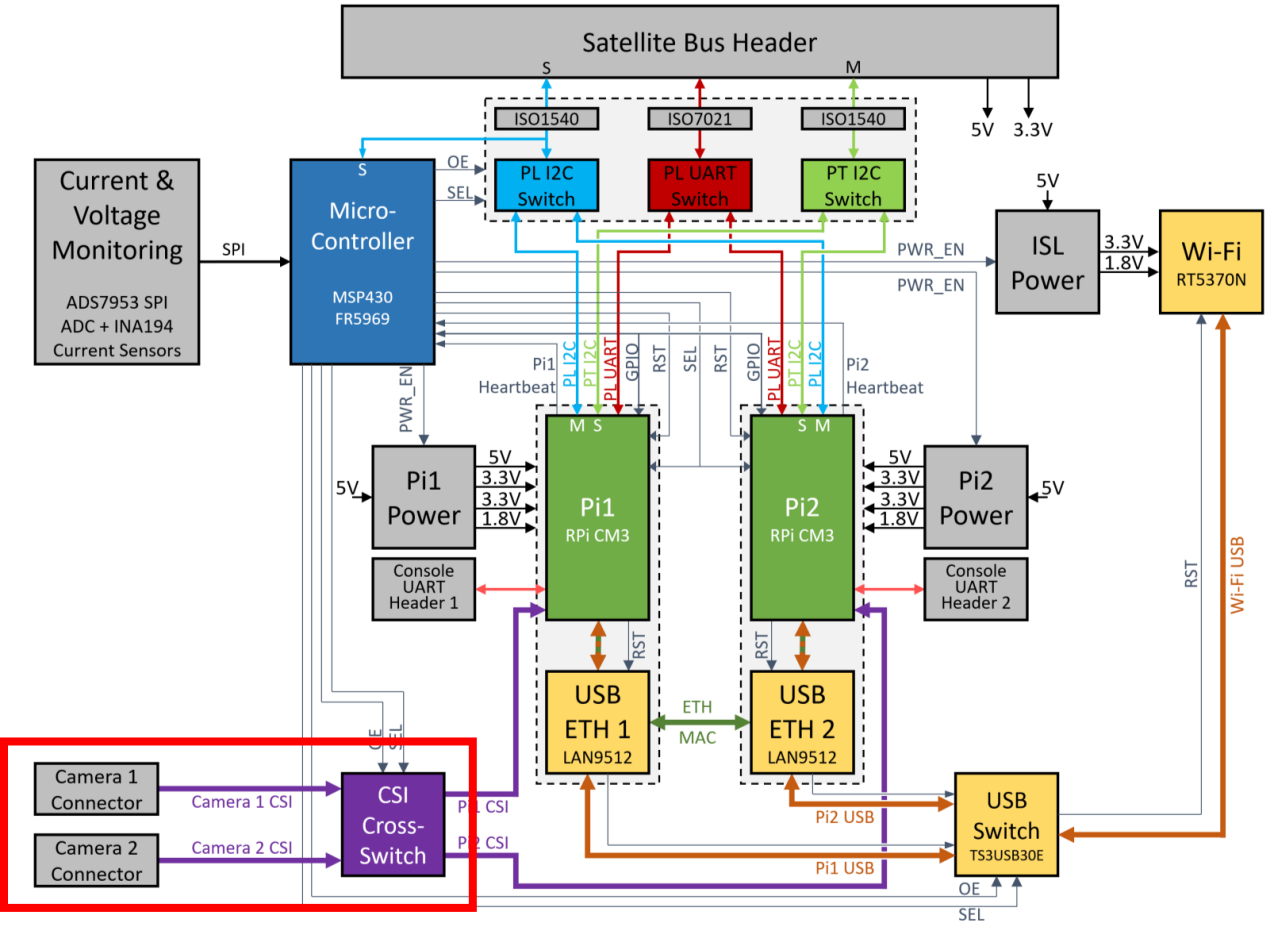 Satellite Bus Header
S
M
5V
3.3V
ISO1540
ISO7021
ISO1540
PL I2C
Switch
PL UART
Switch
PT I2C
Switch
OE
SEL
Current &
Voltage
Monitoring
ADS7953 SPI
ADC + INA194
Current Sensors
SPI
S
Micro-
Controller
MSP430
FR5969
PWR_EN
PWR_EN
5V
ISL
Power
3.3V
1.8V
Wi-Fi
RT5370N
Pi1
Heartbeat
PL I2C
PT I2C
PL UART
GPIO
RST
SEL
RST
GPIO
PL UART
PT I2C
PL I2C
Pi2
Heartbeat
PWR_EN
5V
Pi1
Power
5V
3.3V
3.3V
1.8V
M S
Pi1
RPi CM3
S M
Pi2
RPi CM3
5V
3.3V
3.3V
1.8V
Pi2
Power
5V
Console
UART
Header 1
Console
UART
Header 2
RST
RST
RST
Wi-Fi USB
USB
ETH 1
LAN9512
ETH
MAC
USB
ETH 2
LAN9512
OE
SEL
Camera 1
Connector
Camera 1 CSI
Camera 2
Connector
Camera 2 CSI
CSI
Cross-
Switch
Pi1 CSI
Pi2 CSI
Pi2 USB
Pi1 USB
USB
Switch
TS3USB30E
OE
SEL